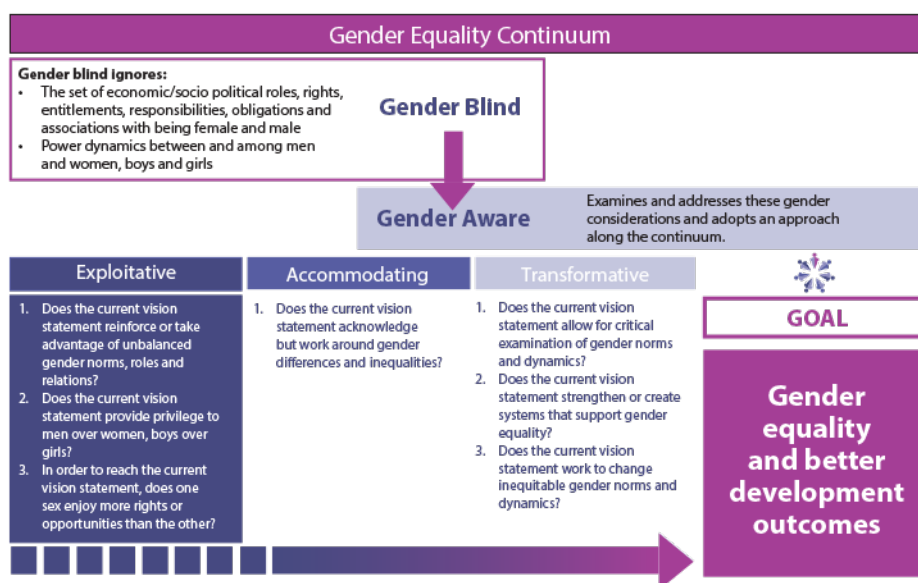 Gender Equality Continuum
Gender blind ignores:
• The set of economic/socio political roles, rights,
entitlements, responsibilities, obligations and
associations with being female and male
• Power dynamics between and among men
and women, boys and girls
Gender Blind
Gender Aware
Examines and addresses these gender
considerations and adopts an approach
along the continuum.
Exploitative
1. Does the current vision
statement reinforce or take
advantage of unbalanced
gender norms, roles and
relations?
2. Does the current vision
statement provide privilege to
men over women, boys over
girls?
3. In order to reach the current
vision statement, does one
sex enjoy more rights or
opportunities than the other?
Accommodating
1. Does the current vision
statement acknowledge
but work around gender
differences and inequalities?
Transformative
1. Does the current vision
statement allow for critical
examination of gender norms
and dynamics?
2. Does the current vision
statement strengthen or create
systems that support gender
equality?
3. Does the current vision
statement work to change
inequitable gender norms and
dynamics?
GOAL
Gender
equality
and better
development
outcomes